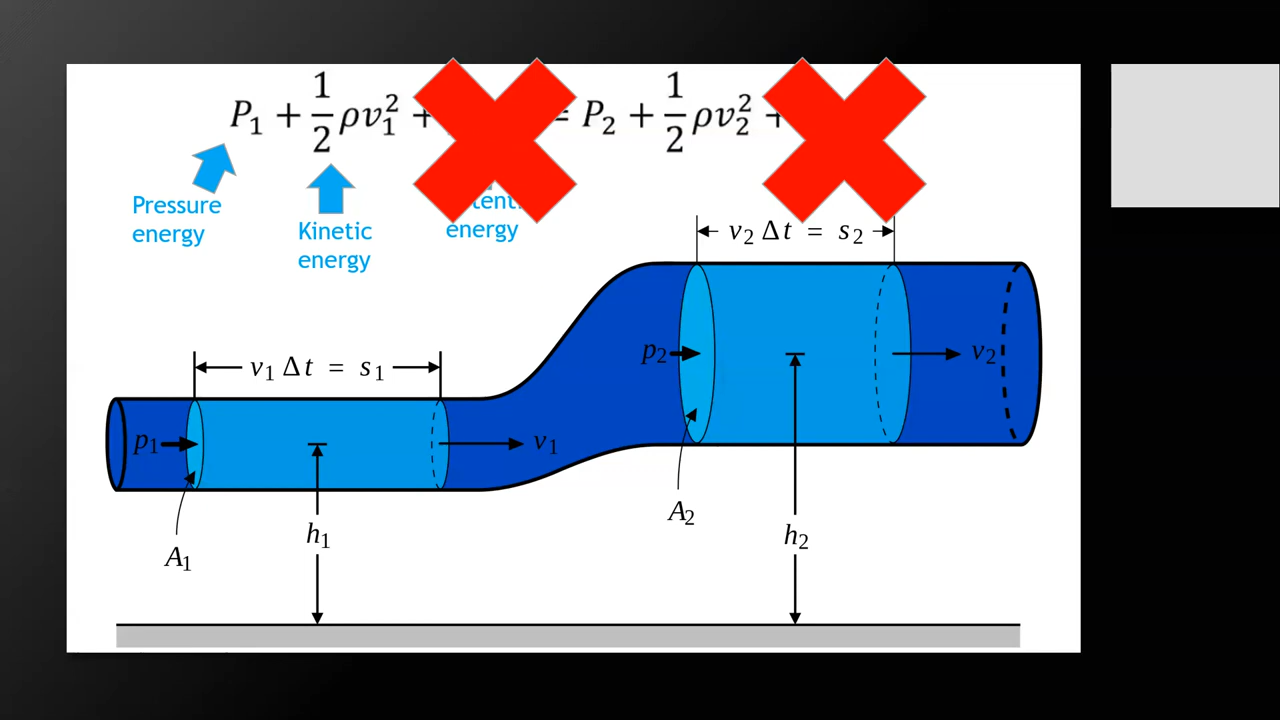 P₁ + 1/2 ρv₁² + = P₂ + 1/2 ρv₂² +
Pressure
energy
Kinetic
energy
energy
v₂ Δt = s₂
v₁ Δt = s₁
p₂
v₂
p₁
v₁
A₂
h₁
h₂
A₁